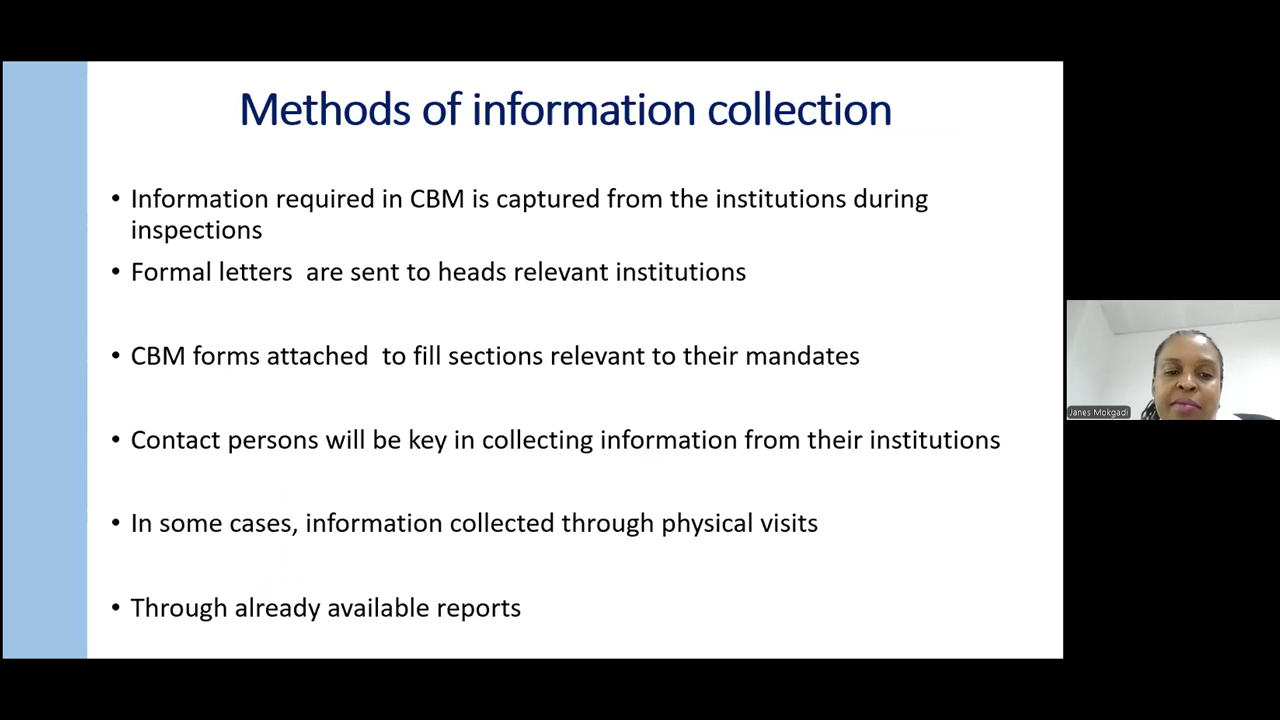 Methods of information collection
• Information required in CBM is captured from the institutions during
inspections
• Formal letters  are sent to heads relevant institutions
• CBM forms attached  to fill sections relevant to their mandates
• Contact persons will be key in collecting information from their institutions
• In some cases, information collected through physical visits
• Through already available reports
Janes Mokgadi